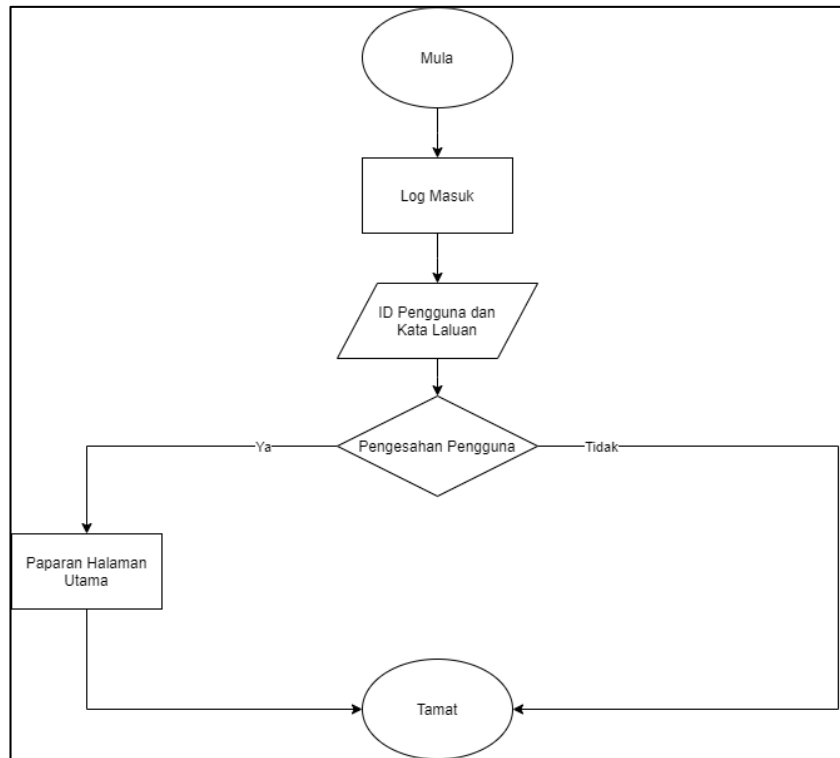 Mula
Log Masuk
ID Pengguna dan
Kata Laluan
Ya
Pengesahan Pengguna
Tidak
Paparan Halaman
Utama
Tamat